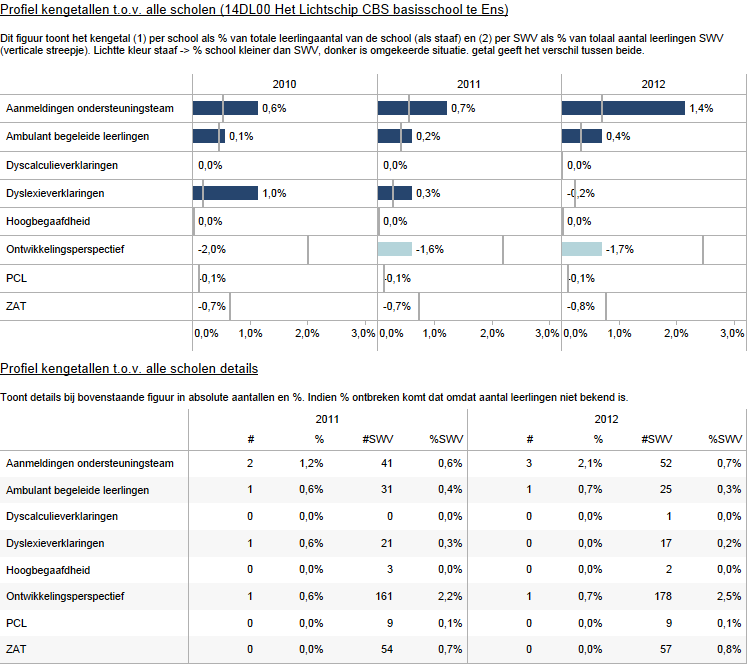 Profiel kengetallen t.o.v. alle scholen (14DL00 Het Lichtschip CBS basisschool te Ens)
Dit figuur toont het kengetal (1) per school als % van totale leerlingaantal van de school (als staaf) en (2) per SWV als % van tolaal aantal leerlingen SWV
(verticale streepje). Lichtte kleur staaf -> % school kleiner dan SWV, donker is omgekeerde situatie. getal geeft het verschil tussen beide.
2010 2011 2012
Aanmeldingen ondersteuningsteam 0,6% 0,7% 1,4%
Ambulant begeleide leerlingen 0,1% 0,2% 0,4%
Dyscalculieverklaringen 0,0% 0,0% 0,0%
Dyslexieverklaringen 1,0% 0,3% -0,2%
Hoogbegaafdheid 0,0% 0,0% 0,0%
Ontwikkelingsperspectief -2,0% -1,6% -1,7%
PCL -0,1% -0,1% -0,1%
ZAT -0,7% -0,7% -0,8%
0,0% 1,0% 2,0% 3,0% 0,0% 1,0% 2,0% 3,0% 0,0% 1,0% 2,0% 3,0%
Profiel kengetallen t.o.v. alle scholen details
Toont details bij bovenstaande figuur in absolute aantallen en %. Indien % ontbreken komt dat omdat aantal leerlingen niet bekend is.
2011 2012
# % #SWV %SWV # % #SWV %SWV
Aanmeldingen ondersteuningsteam 2 1,2% 41 0,6% 3 2,1% 52 0,7%
Ambulant begeleide leerlingen 1 0,6% 31 0,4% 1 0,7% 25 0,3%
Dyscalculieverklaringen 0 0,0% 0 0,0% 0 0,0% 1 0,0%
Dyslexieverklaringen 1 0,6% 21 0,3% 0 0,0% 17 0,2%
Hoogbegaafdheid 0 0,0% 3 0,0% 0 0,0% 2 0,0%
Ontwikkelingsperspectief 1 0,6% 161 2,2% 1 0,7% 178 2,5%
PCL 0 0,0% 9 0,1% 0 0,0% 9 0,1%
ZAT 0 0,0% 54 0,7% 0 0,0% 57 0,8%